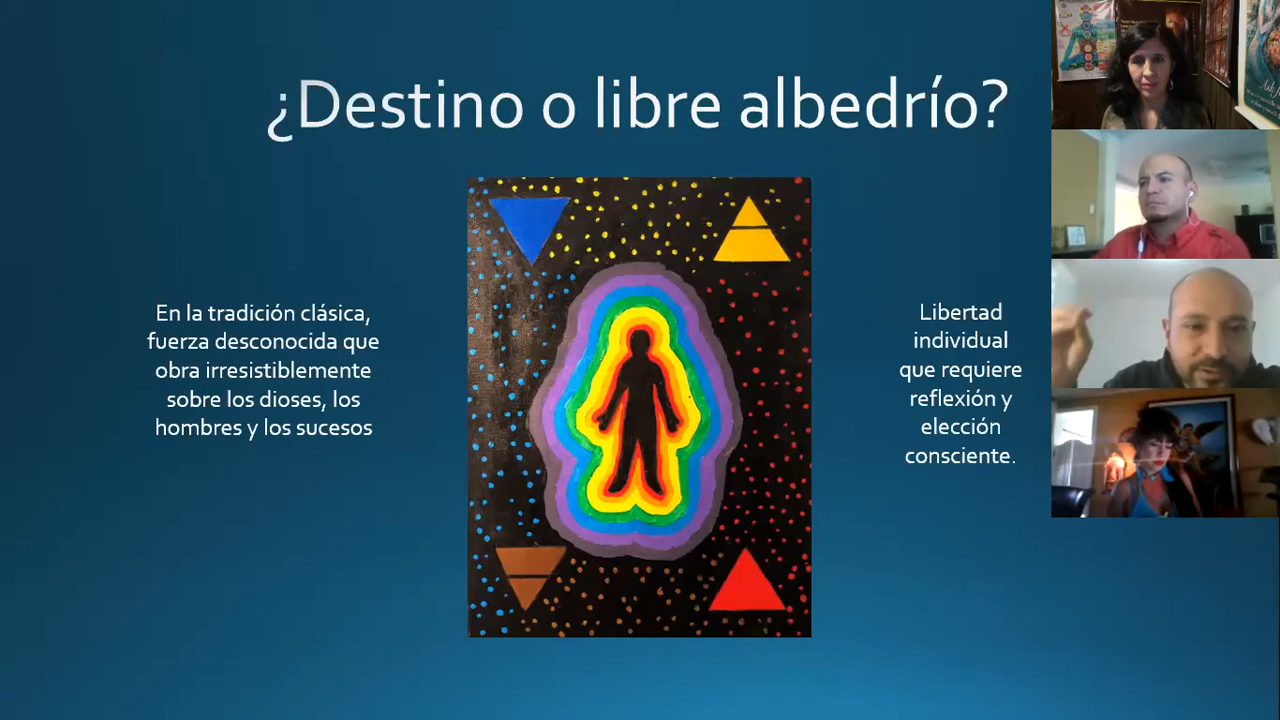 ¿Destino o libre albedrío?
En la tradición clásica,
fuerza desconocida que
obra irresistiblemente
sobre los dioses, los
hombres y los sucesos
Libertad
individual
que requiere
reflexión y
elección
consciente.